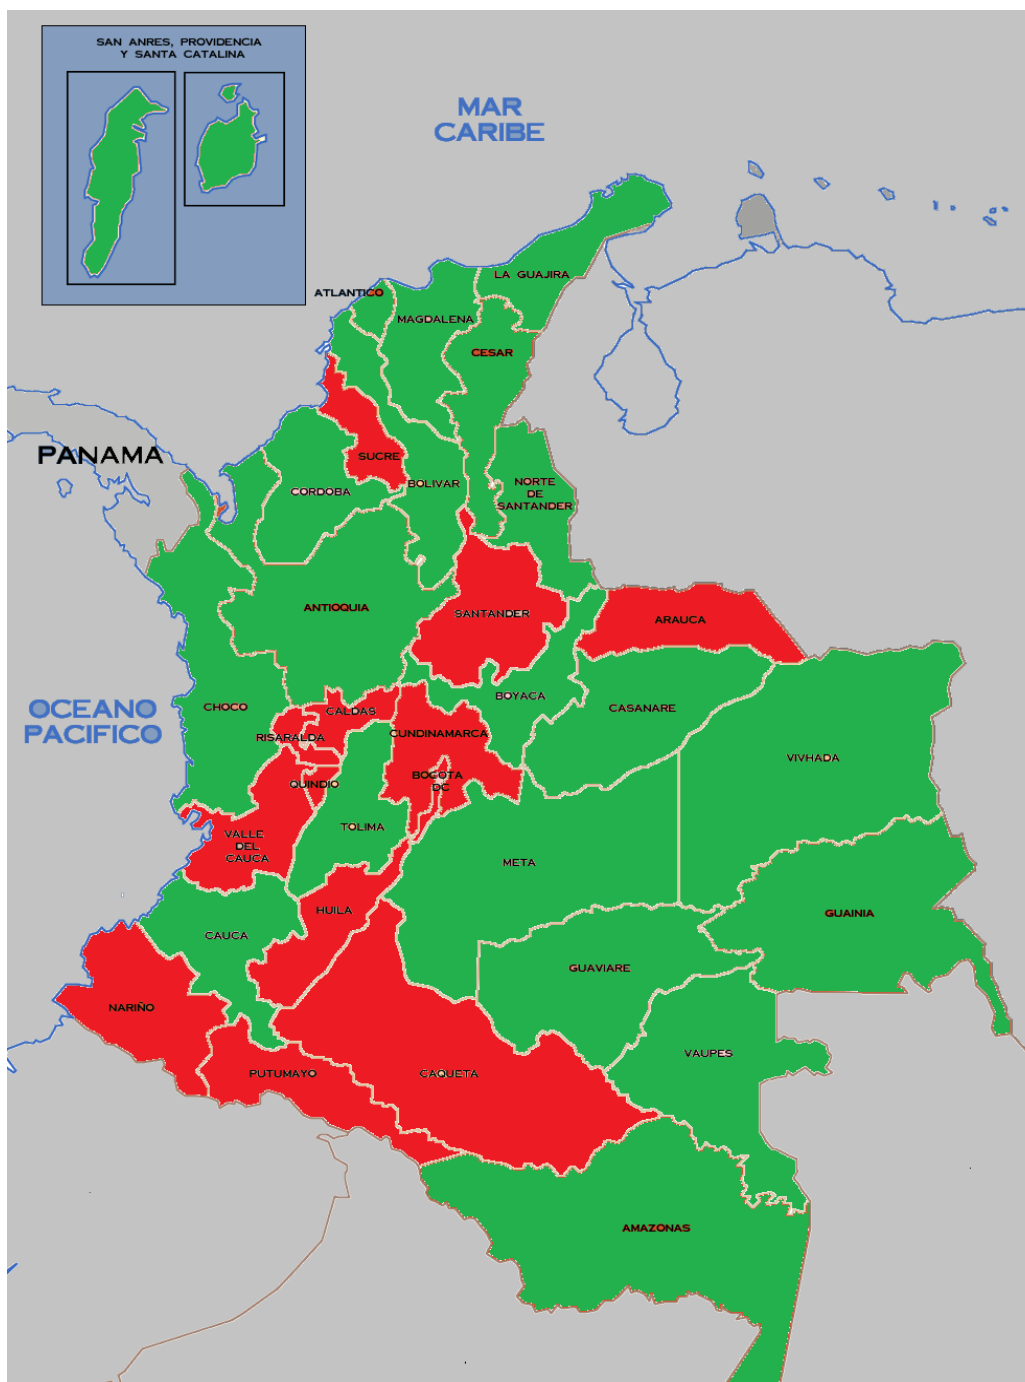 SAN ANRES, PROVIDENCIA
Y SANTA CATALINA
MAR
CARIBE
LA GUAJIRA
ATLANTICO
MAGDALENA
CESAR
PANAMA
SUCRE
BOLIVAR
CORDOBA
NORTE
DE
SANTANDER
ANTIOQUIA
SANTANDER
ARAUCA
BOYACA
CHOCO
CASANARE
OCEANO
PACIFICO
CALDAS
RISARALDA
CUNDINAMARCA
VIVHADA
BOGOTA
DC
QUINDIO
TOLIMA
VALLE
DEL
CAUCA
META
HUILA
GUAINIA
CAUCA
GUAVIARE
NARIÑO
VAUPES
PUTUMAYO
CAQUETA
AMAZONAS